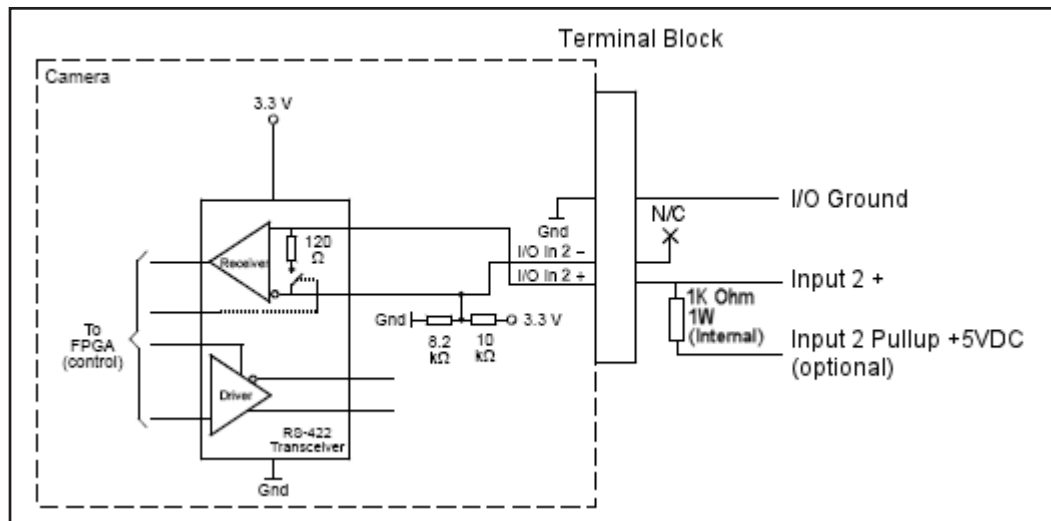 Terminal Block
Camera
3.3 V
I/O Ground
N/C
Gnd
120
Ω
Receiver
I/O In 2 –
I/O In 2 +
Input 2 +
1K Ohm
1W
(Internal)
Gnd
3.3 V
8.2
kΩ
10
kΩ
To
FPGA
(control)
Input 2 Pullup +5VDC
(optional)
Driver
RS-422
Transceiver
Gnd